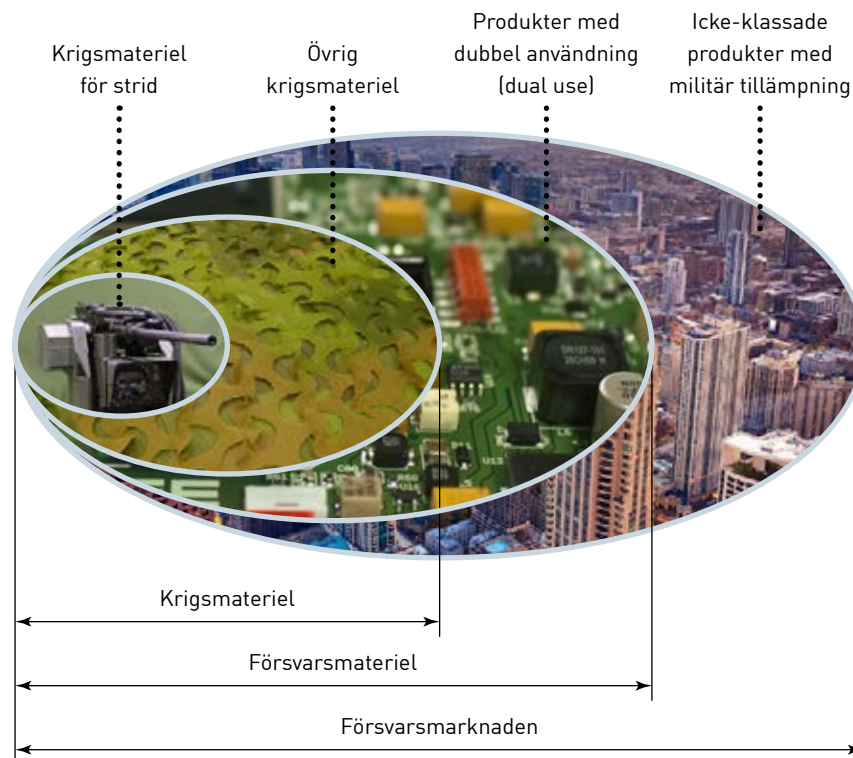 Krigsmateriel
för strid
Övrig
krigsmateriel
Produkter med
dubbel användning
(dual use)
Icke-klassade
produkter med
militär tillämpning
Krigsmateriel
Försvarsmateriel
Försvarsmarknaden